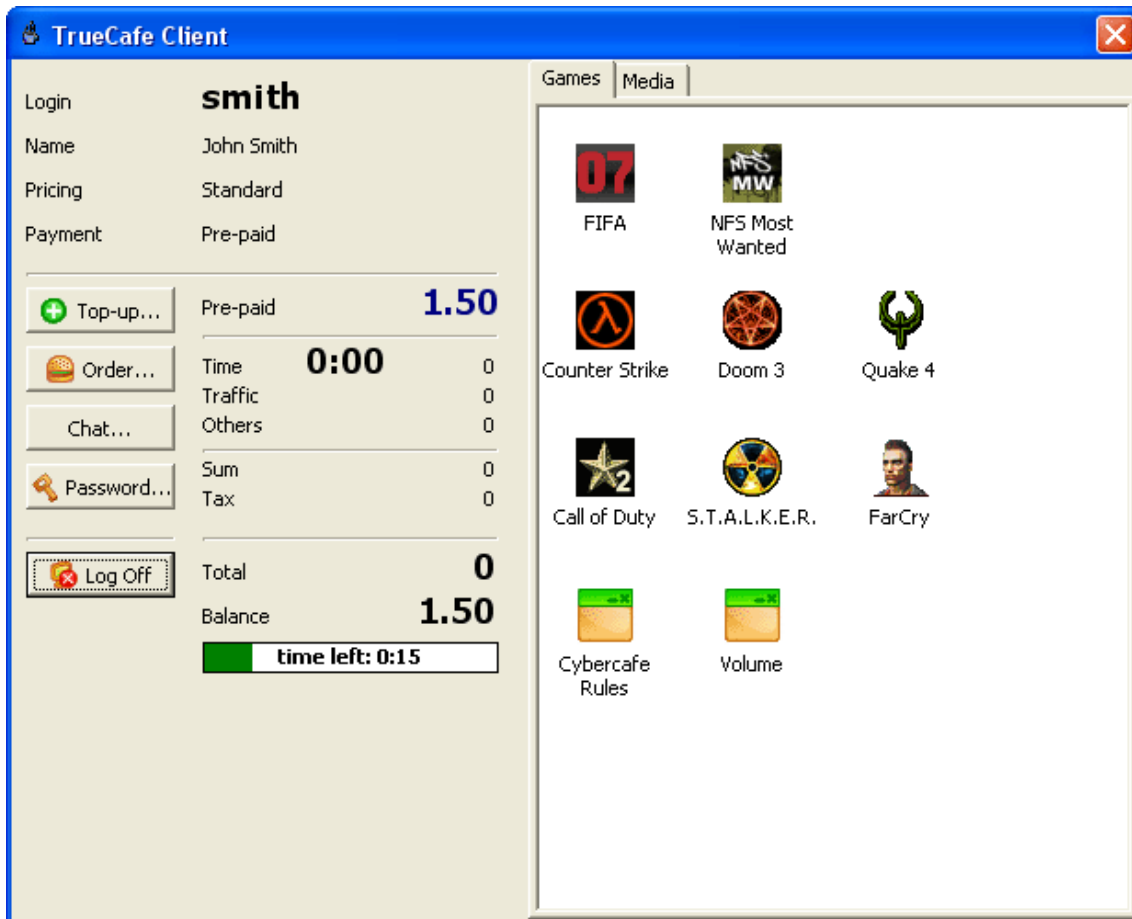 TrueCafe Client
Login smith
Name John Smith
Pricing Standard
Payment Pre-paid
Top-up...
Order...
Chat...
Password...
Log Off
Pre-paid 1.50
Time 0:00 0
Traffic 0
Others 0
Sum 0
Tax 0
Total 0
Balance 1.50
time left: 0:15
Games Media
07
FIFA
NFS
MW
NFS Most
Wanted
Counter Strike
Doom 3
Quake 4
2
Call of Duty
S.T.A.L.K.E.R.
FarCry
Cybercafe
Rules
Volume